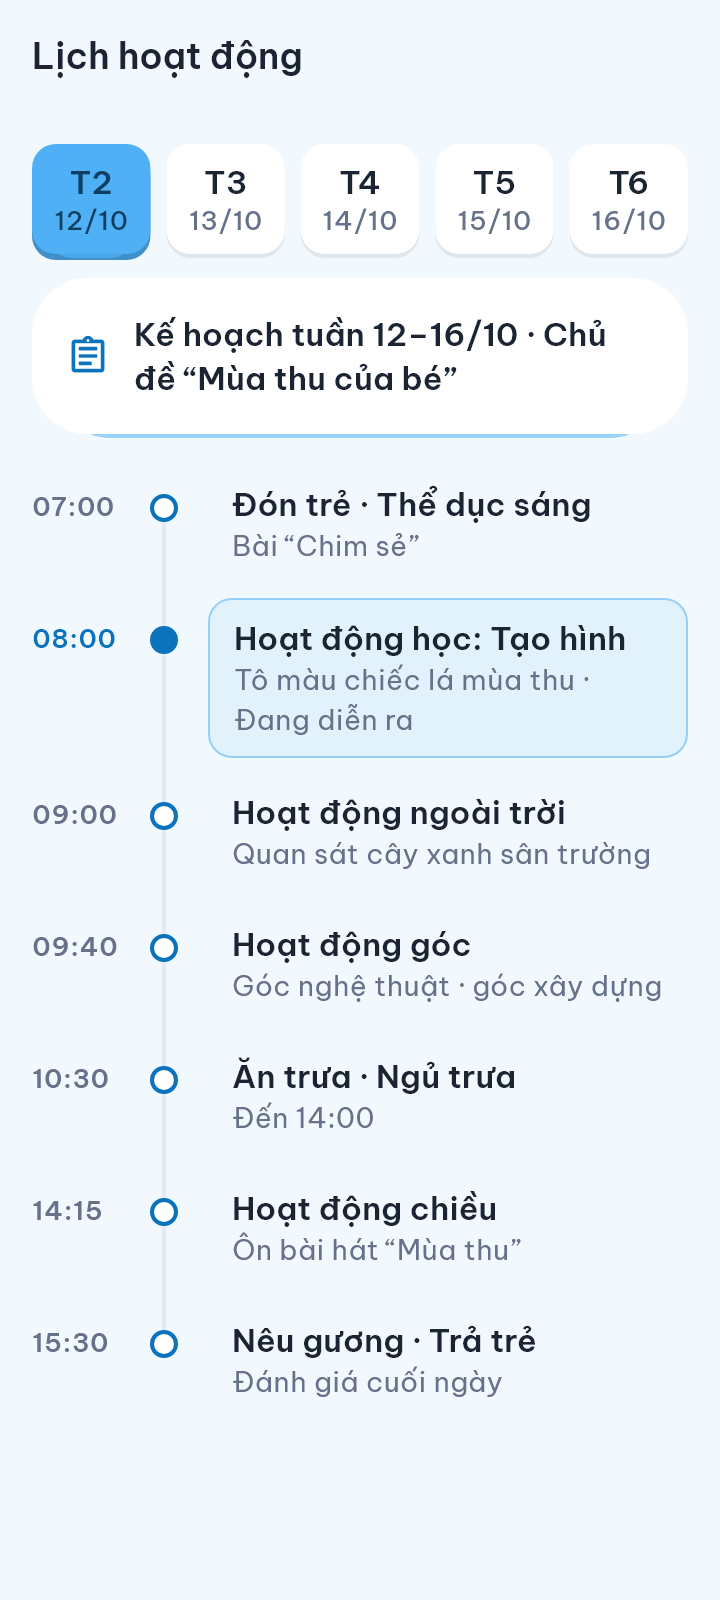 Lịch hoạt động
T2
12/10
T3
13/10
T4
14/10
T5
15/10
T6
16/10
Kế hoạch tuần 12–16/10 · Chủ
đề “Mùa thu của bé”
07:00
Đón trẻ · Thể dục sáng
Bài “Chim sẻ”
08:00
Hoạt động học: Tạo hình
Tô màu chiếc lá mùa thu ·
Đang diễn ra
09:00
Hoạt động ngoài trời
Quan sát cây xanh sân trường
09:40
Hoạt động góc
Góc nghệ thuật · góc xây dựng
10:30
Ăn trưa · Ngủ trưa
Đến 14:00
14:15
Hoạt động chiều
Ôn bài hát “Mùa thu”
15:30
Nêu gương · Trả trẻ
Đánh giá cuối ngày